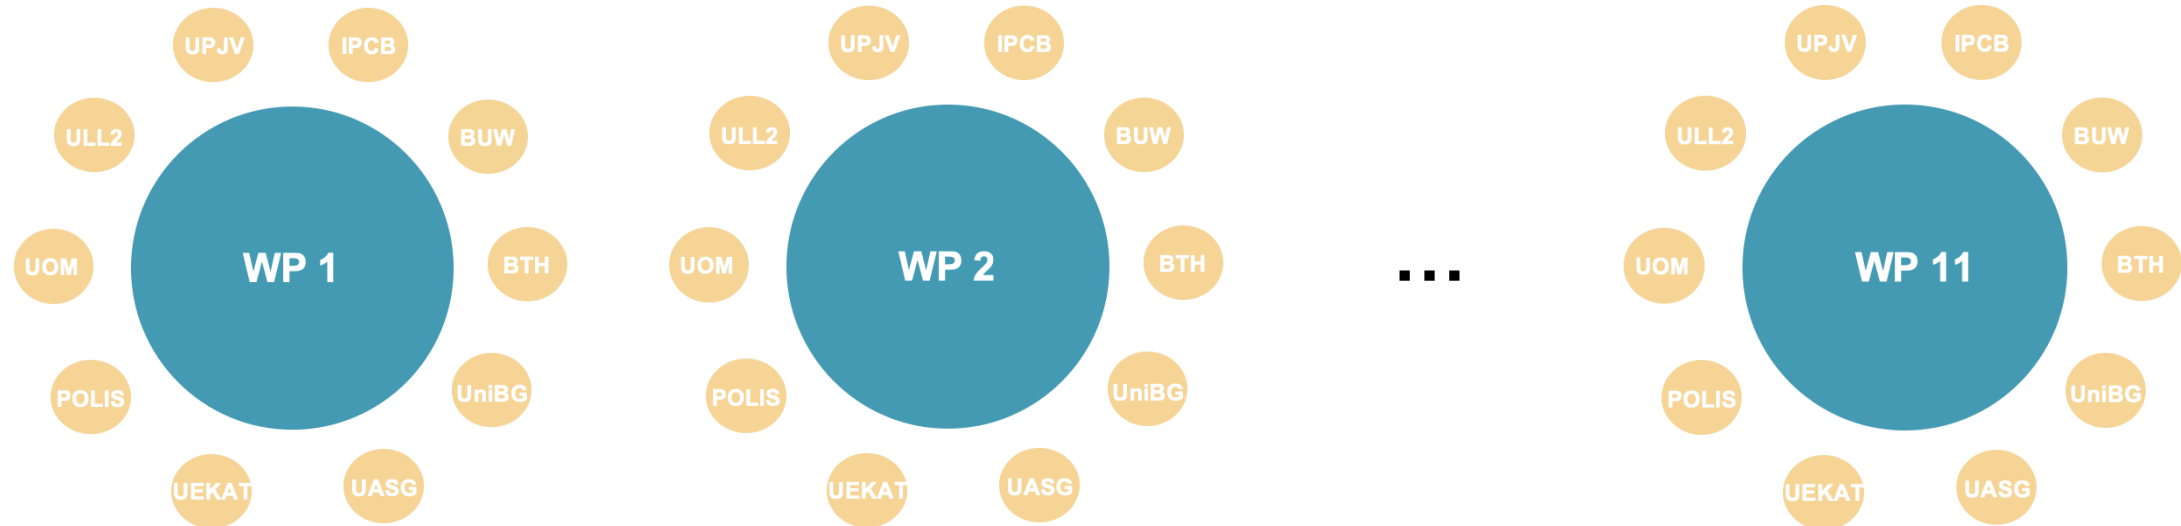 UPJV
IPCB
ULL2
BUW
UOM
WP 1
BTH
POLIS
UniBG
UEKAT
UASG
UPJV
IPCB
ULL2
BUW
UOM
WP 2
BTH
POLIS
UniBG
UEKAT
UASG
...
UPJV
IPCB
ULL2
BUW
UOM
WP 11
BTH
POLIS
UniBG
UEKAT
UASG